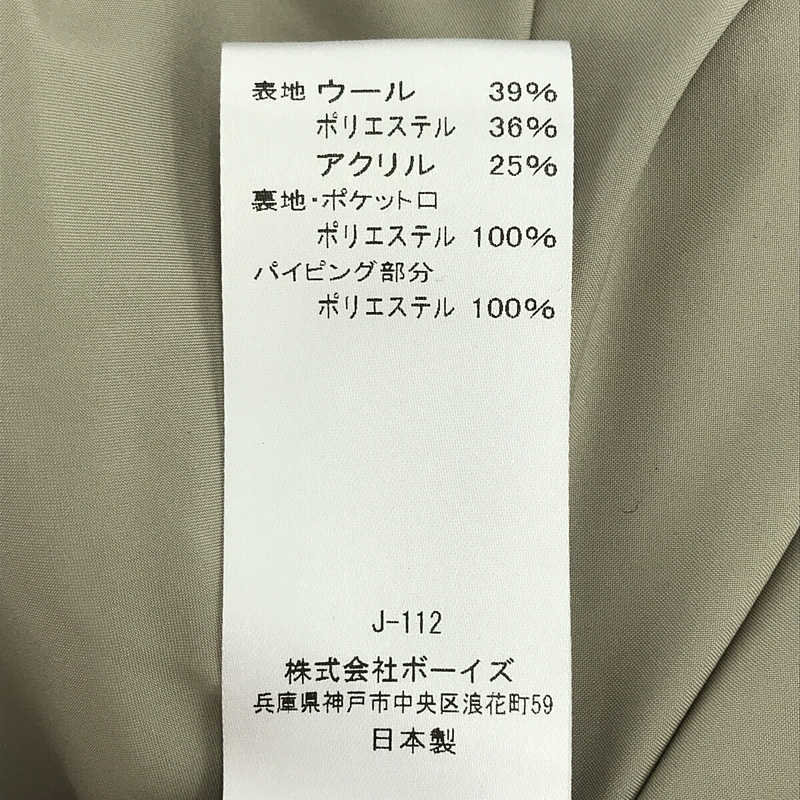 表地 ウール 39%
ポリエステル 36%
アクリル 25%
裏地・ポケット口
ポリエステル 100%
パイピング部分
ポリエステル 100%
J-112
株式会社ボーイズ
兵庫県神戸市中央区浪花町59
日本製